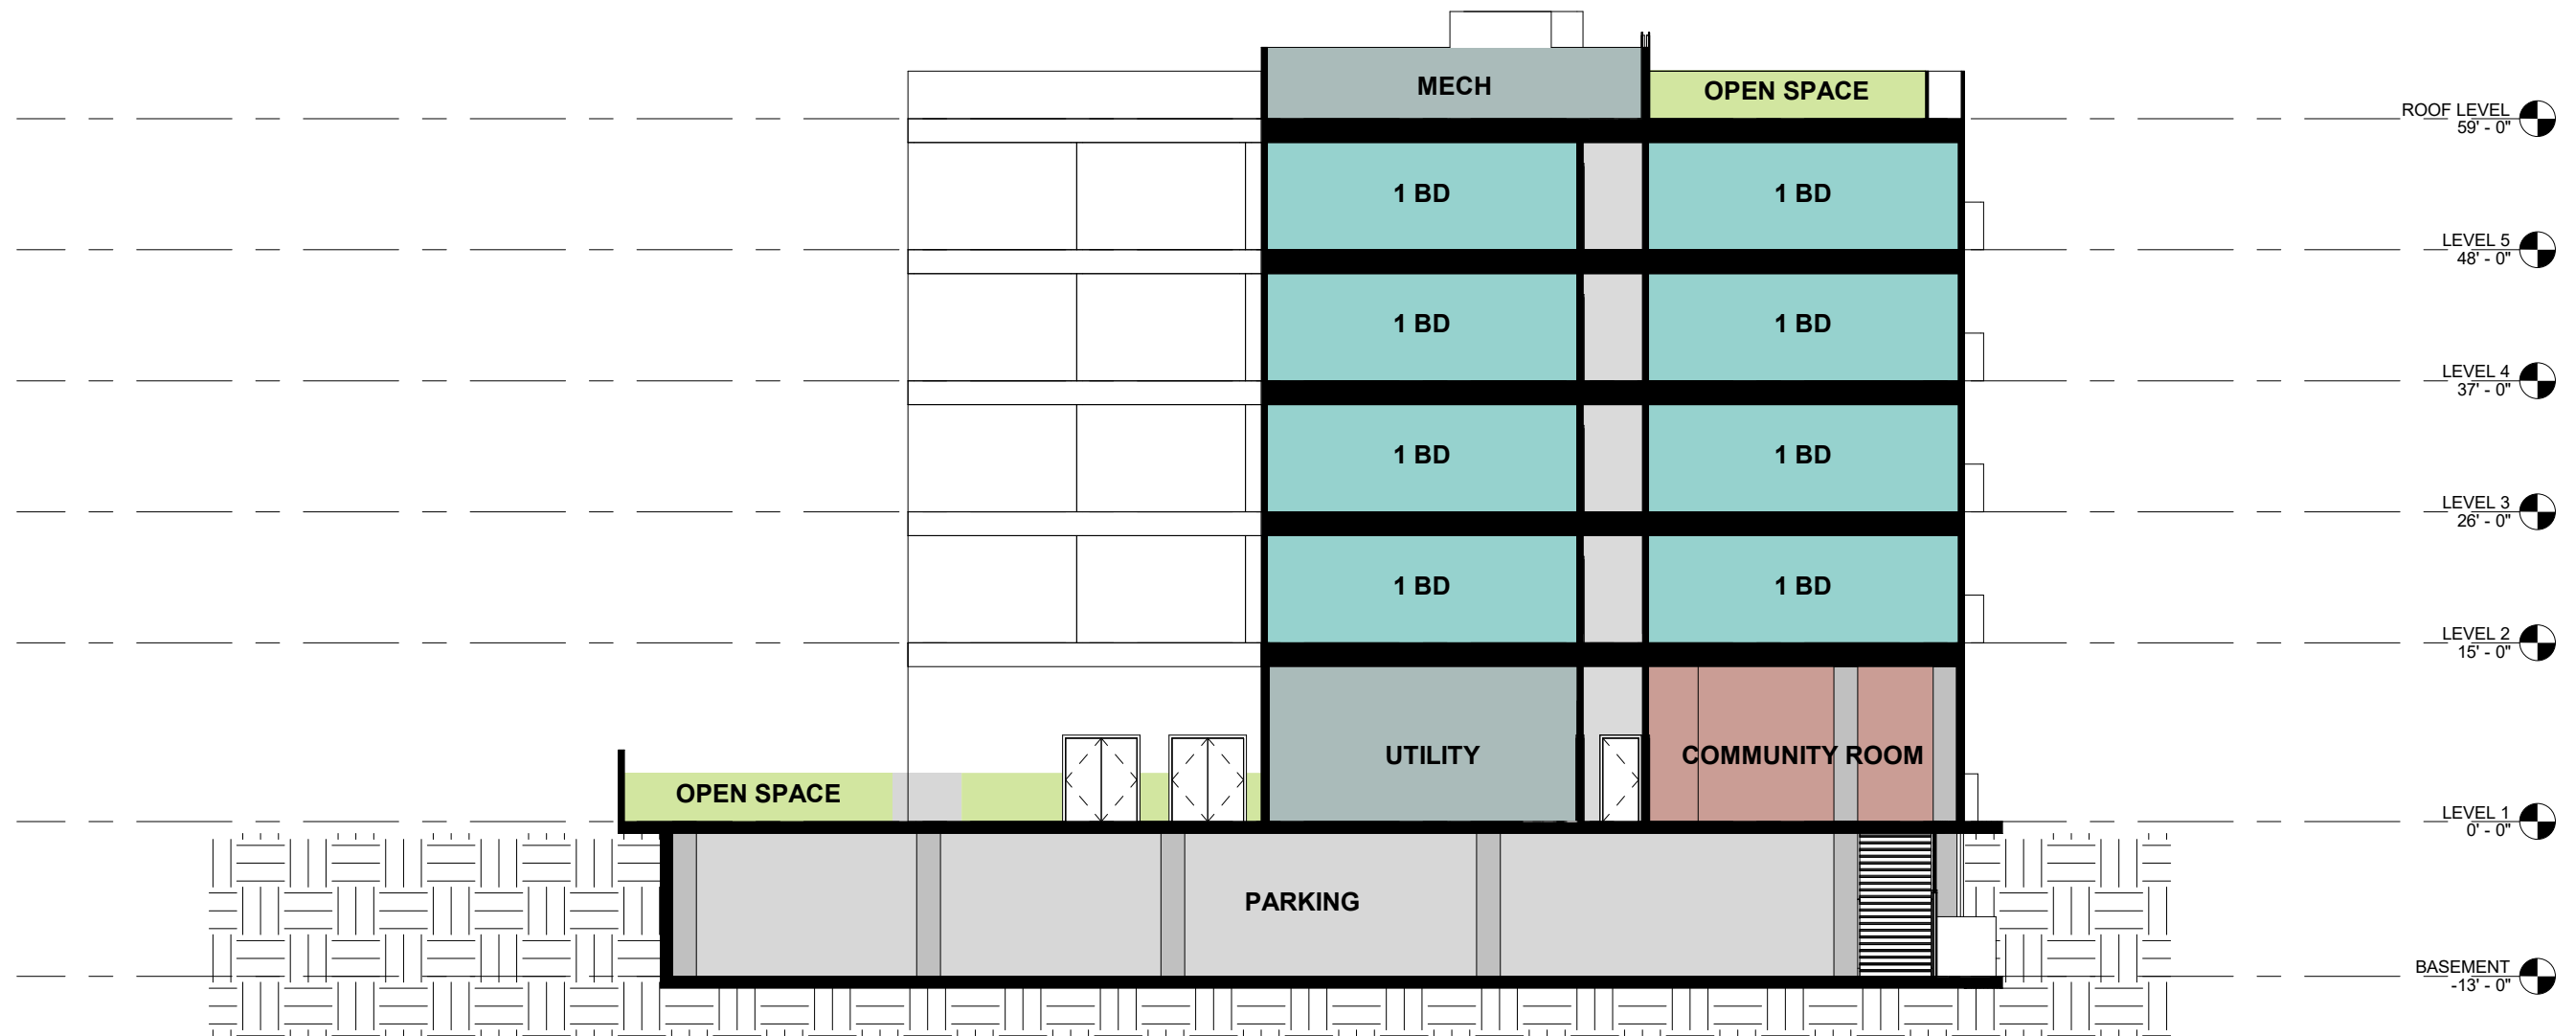 MECH
OPEN SPACE
ROOF LEVEL
59' - 0"
1 BD
1 BD
LEVEL 5
48' - 0"
1 BD
1 BD
LEVEL 4
37' - 0"
1 BD
1 BD
LEVEL 3
26' - 0"
1 BD
1 BD
LEVEL 2
15' - 0"
UTILITY
COMMUNITY ROOM
OPEN SPACE
LEVEL 1
0' - 0"
PARKING
BASEMENT
-13' - 0"